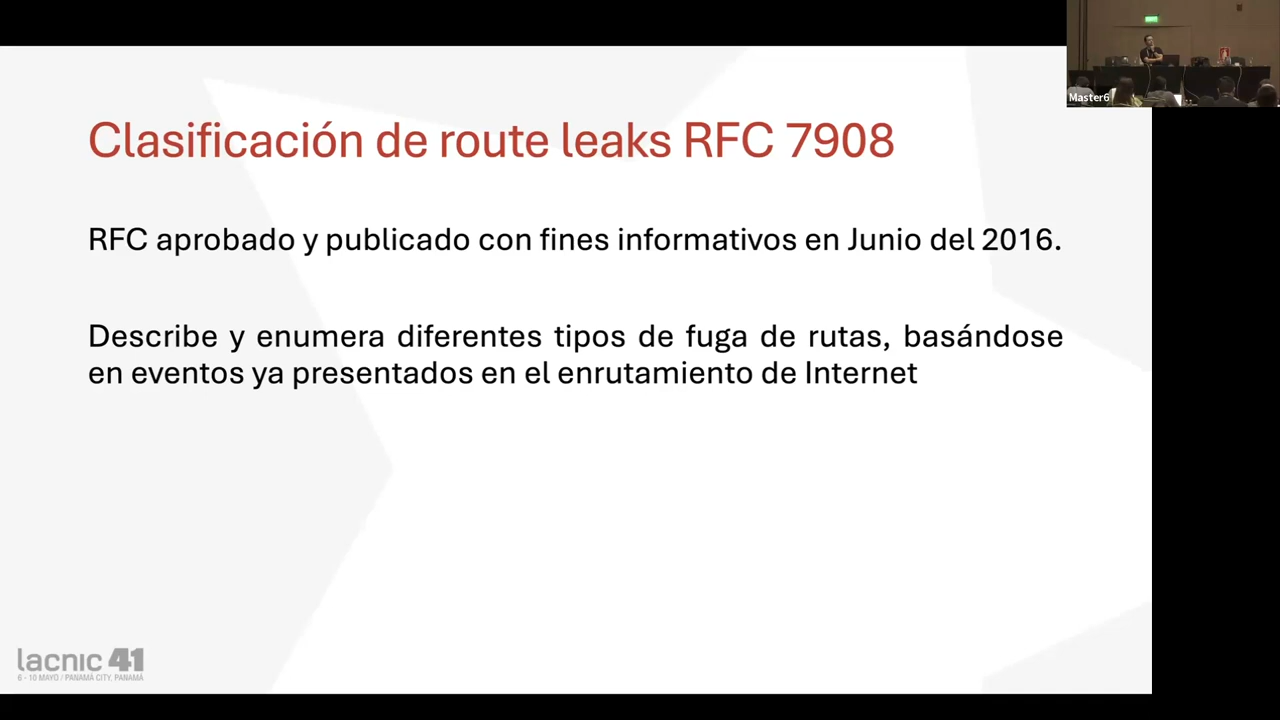 Master6
Clasificación de route leaks RFC 7908
RFC aprobado y publicado con fines informativos en Junio del 2016.
Describe y enumera diferentes tipos de fuga de rutas, basándose
en eventos ya presentados en el enrutamiento de Internet
lacnic 41
6 - 10 MAYO / PANAMÁ CITY, PANAMÁ